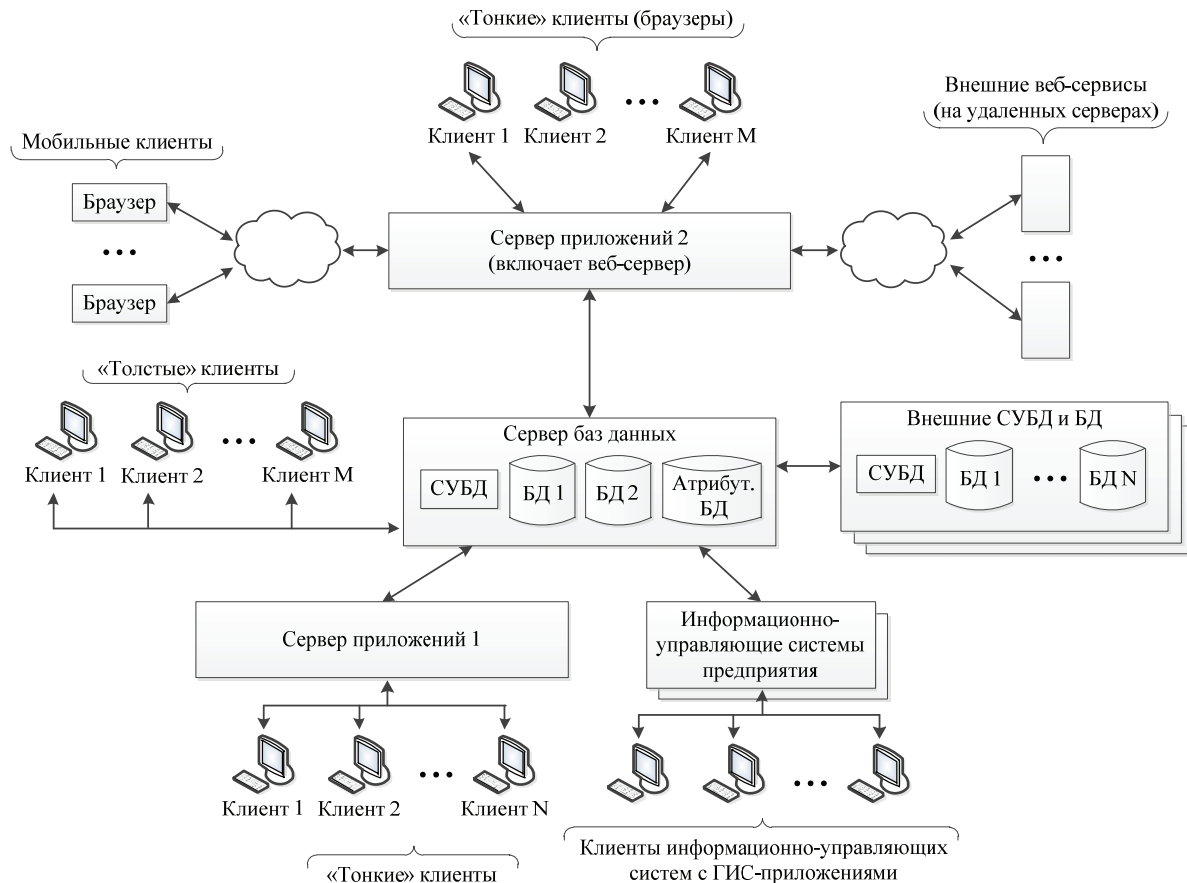 «Тонкие» клиенты (браузеры)
Клиент 1
Клиент 2
...
Клиент M
Мобильные клиенты
Браузер
...
Браузер
Сервер приложений 2
(включает веб-сервер)
Внешние веб-сервисы
(на удаленных серверах)
...
«Толстые» клиенты
Клиент 1
Клиент 2
...
Клиент M
Сервер баз данных
СУБД
БД 1
БД 2
Атрибут.
БД
Внешние СУБД и БД
СУБД
БД 1
...
БД N
Сервер приложений 1
Клиент 1
Клиент 2
...
Клиент N
«Тонкие» клиенты
Информационно-
управляющие системы
предприятия
...
Клиенты информационно-управляющих
систем с ГИС-приложениями